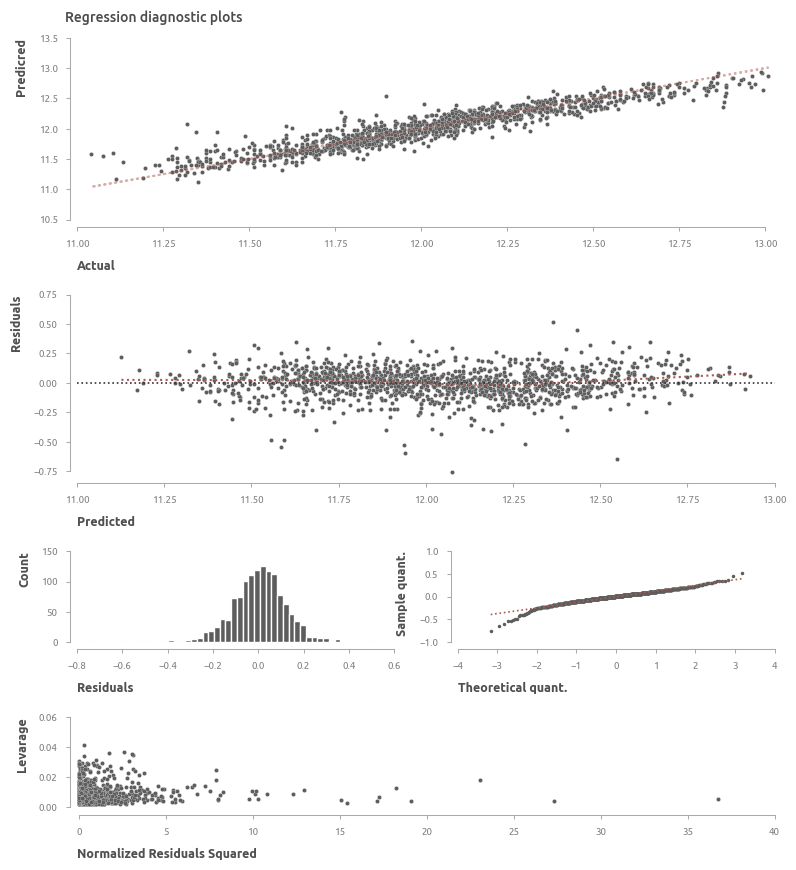 Regression diagnostic plots
Predicred
13.5
13.0
12.5
12.0
11.5
11.0
10.5
11.00 11.25 11.50 11.75 12.00 12.25 12.50 12.75 13.00
Actual
Residuals
0.75
0.50
0.25
0.00
−0.25
−0.50
−0.75
11.00 11.25 11.50 11.75 12.00 12.25 12.50 12.75 13.00
Predicted
Count
150
100
50
0
−0.8 −0.6 −0.4 −0.2 0.0 0.2 0.4 0.6
Residuals
Sample quant.
1.0
0.5
0.0
−0.5
−1.0
−4 −3 −2 −1 0 1 2 3 4
Theoretical quant.
Levarage
0.06
0.04
0.02
0.00
0 5 10 15 20 25 30 35 40
Normalized Residuals Squared